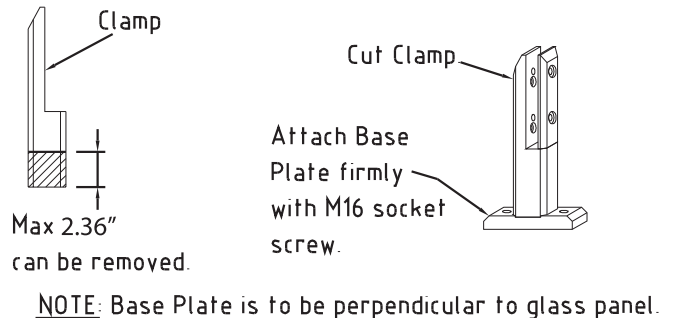 Clamp
Max 2.36"
can be removed.
Cut Clamp
Attach Base
Plate firmly
with M16 socket
screw.
NOTE: Base Plate is to be perpendicular to glass panel.